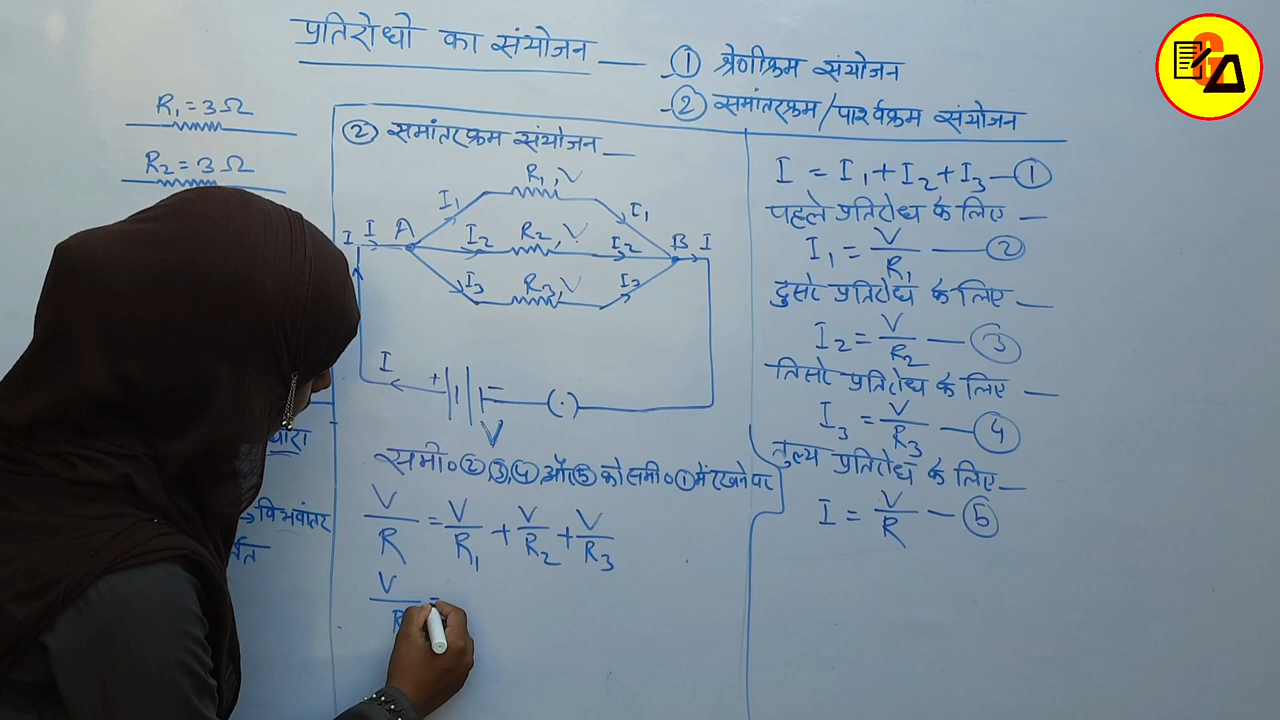 प्रतिरोधो का संयोजन —
① श्रेणीक्रम संयोजन
② समांतरक्रम/पार्श्वक्रम संयोजन
R₁ = 3Ω
R₂ = 3Ω
धारा
→ विभवांतर
② समांतरक्रम संयोजन —
R₁, V
I₁ I₁
I I A I₂ R₂, V I₂ B I
I₃ R₃, V I₃
I + −
V
समी० ②,③,④, और ⑤ को समी० ① में रखने पर
V/R = V/R₁ + V/R₂ + V/R₃
V/R =
I = I₁ + I₂ + I₃ — ①
पहले प्रतिरोध के लिए —
I₁ = V/R₁ — ②
दुसरे प्रतिरोध के लिए —
I₂ = V/R₂ — ③
तिसरे प्रतिरोध के लिए —
I₃ = V/R₃ — ④
तुल्य प्रतिरोध के लिए —
I = V/R — ⑤